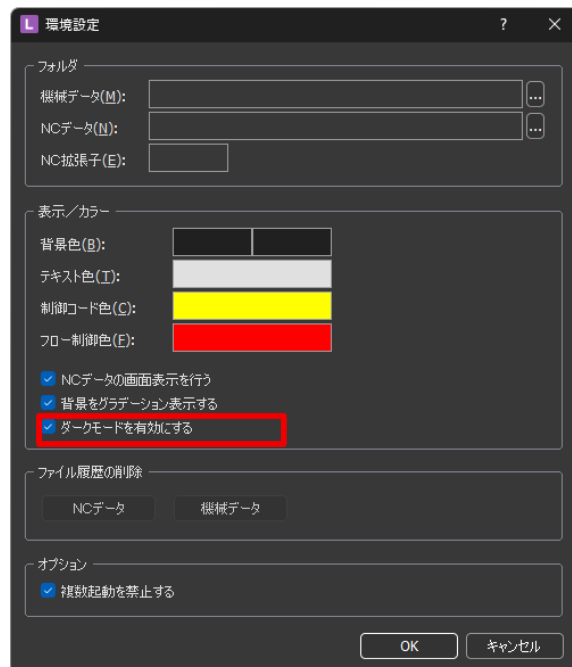 L 環境設定 ? ×
フォルダ
機械データ(M): ...
NCデータ(N): ...
NC拡張子(E):
表示／カラー
背景色(B):
テキスト色(T):
制御コード色(C):
フロー制御色(F):
NCデータの画面表示を行う
背景をグラデーション表示する
ダークモードを有効にする
ファイル履歴の削除
NCデータ 機械データ
オプション
複数起動を禁止する
OK キャンセル